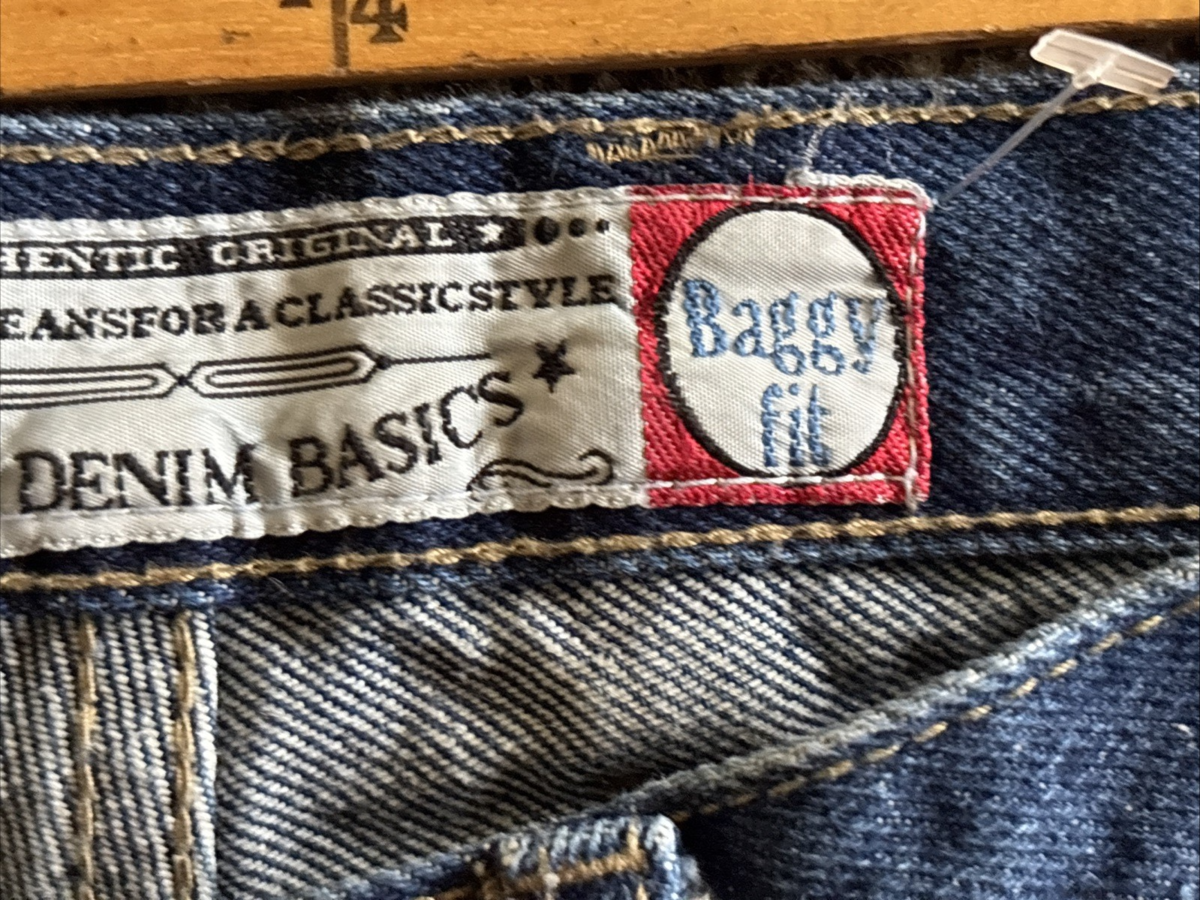 4
HENTIC ORIGINAL
EANSFORACLASSICSTYLE
DENIM BASICS
Baggy
fit